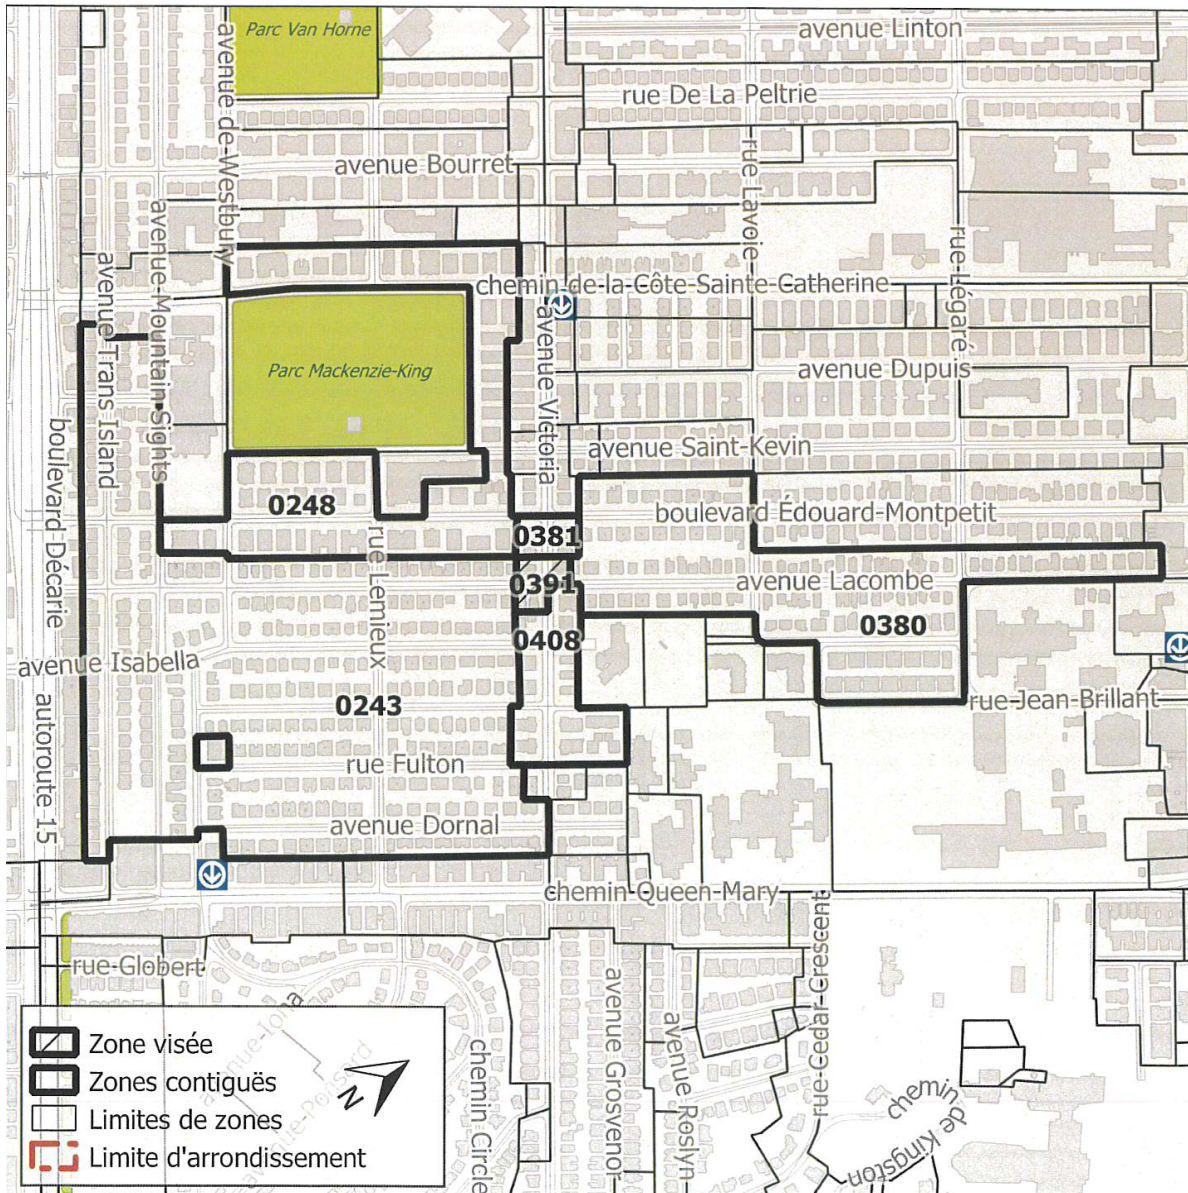 Parc Van Horne
avenue Linton
avenue-de-Westbury
rue De La Peltrie
avenue Bourret
rue Lavoie
avenue-Mountain-Sights
avenue-Trans Island
rue-Légaré
chemin-de-la-Côte-Sainte-Catherine
avenue-Victoria
Parc Mackenzie-King
avenue Dupuis
boulevard-Décarie
avenue Saint-Kevin
0248
boulevard Édouard-Montpetit
0381
rue Lemieux
0391
avenue Lacombe
0408
0380
avenue Isabella
autoroute-15
0243
rue-Jean-Brillant
rue Fulton
avenue Dornal
chemin Queen-Mary
rue-Globert
rue-Cedar-Crescent
avenue Grosvenor
avenue Roslyn
chemin Circle
avenue-Iona
avenue-Ponsard
chemin de Kingston
Zone visée
Zones contiguës
Limites de zones
Limite d'arrondissement
N